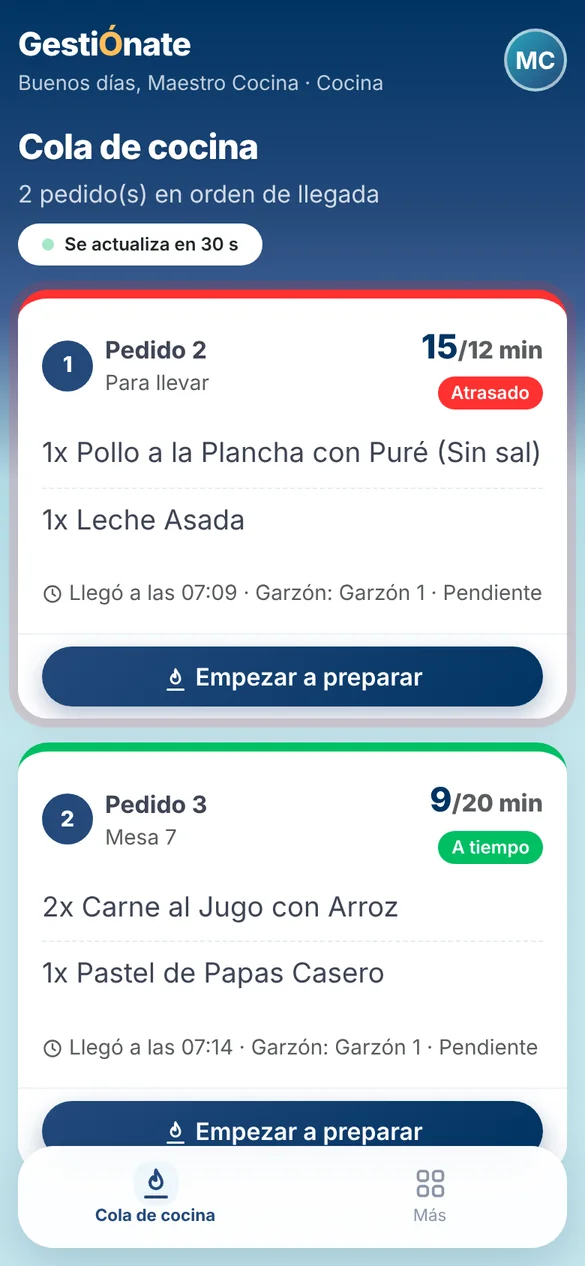 GestiÓnate
MC
Buenos días, Maestro Cocina · Cocina
Cola de cocina
2 pedido(s) en orden de llegada
Se actualiza en 30 s
1
Pedido 2
15/12 min
Para llevar
Atrasado
1x Pollo a la Plancha con Puré (Sin sal)
1x Leche Asada
Llegó a las 07:09 · Garzón: Garzón 1 · Pendiente
Empezar a preparar
2
Pedido 3
9/20 min
Mesa 7
A tiempo
2x Carne al Jugo con Arroz
1x Pastel de Papas Casero
Llegó a las 07:14 · Garzón: Garzón 1 · Pendiente
Empezar a preparar
Cola de cocina
Más